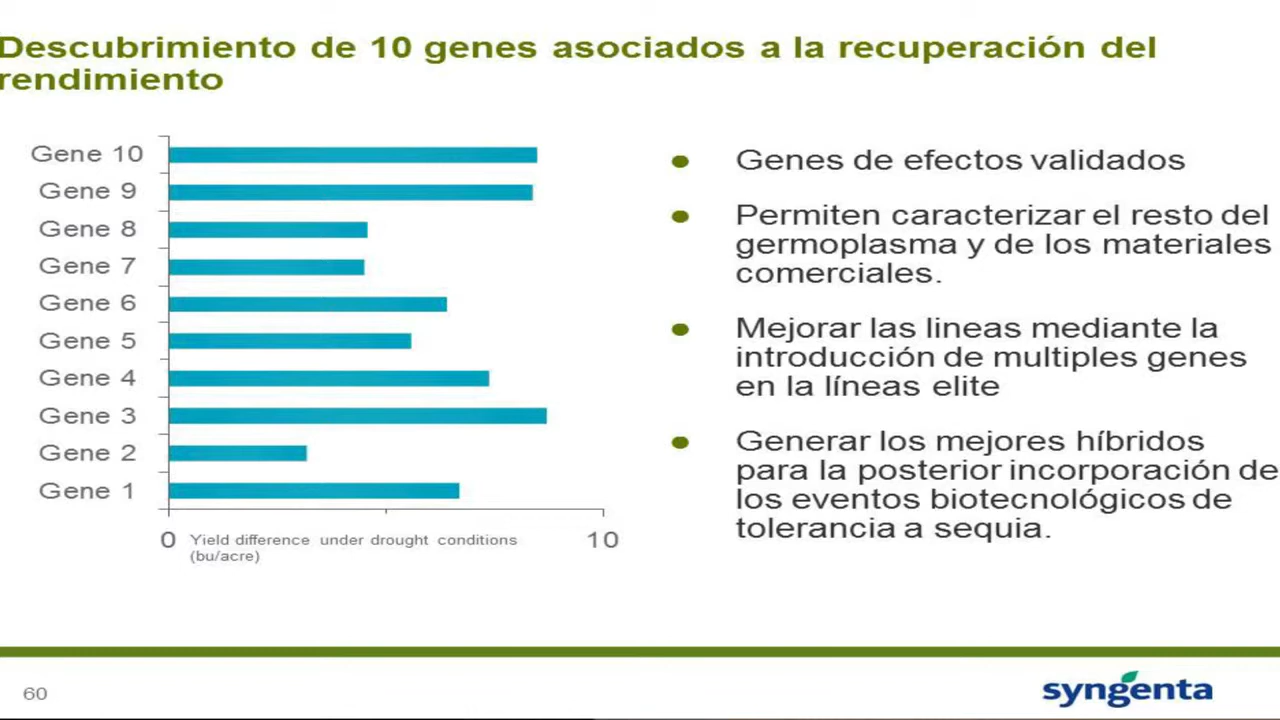 Descubrimiento de 10 genes asociados a la recuperación del
rendimiento
Gene 10
Gene 9
Gene 8
Gene 7
Gene 6
Gene 5
Gene 4
Gene 3
Gene 2
Gene 1
0
Yield difference under drought conditions
(bu/acre)
10
Genes de efectos validados
Permiten caracterizar el resto del
germoplasma y de los materiales
comerciales.
Mejorar las lineas mediante la
introducción de multiples genes
en la líneas elite
Generar los mejores híbridos
para la posterior incorporación de
los eventos biotecnológicos de
tolerancia a sequia.
60
syngenta